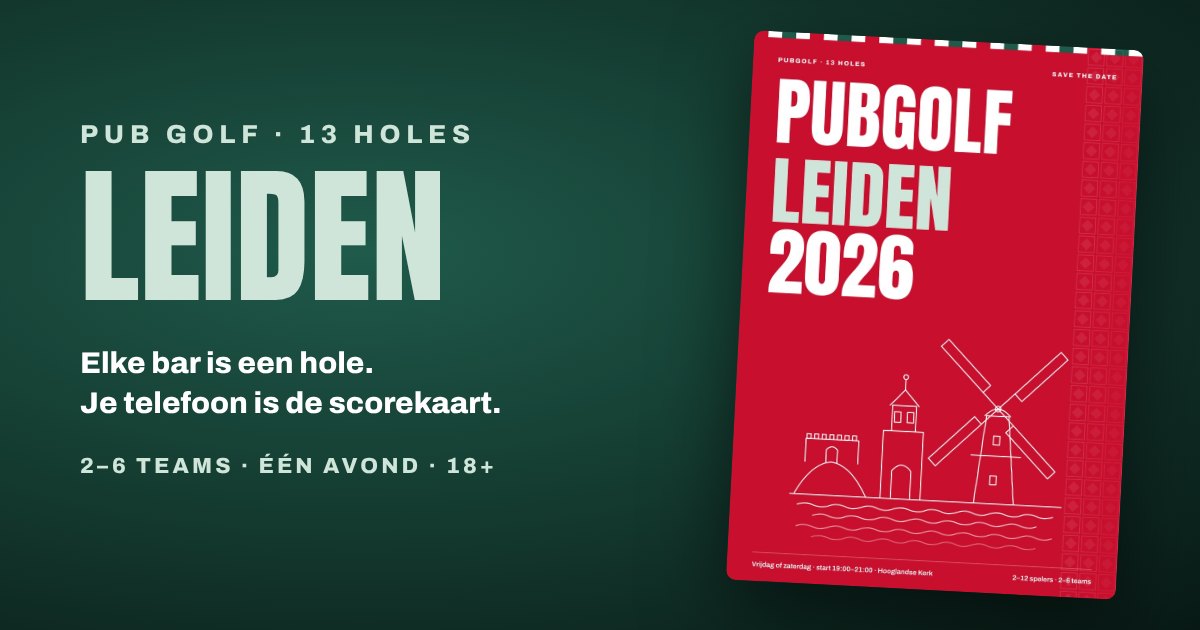 PUB GOLF · 13 HOLES
LEIDEN
Elke bar is een hole.
Je telefoon is de scorekaart.
2–6 TEAMS · ÉÉN AVOND · 18+
PUBGOLF · 13 HOLES
SAVE THE DATE
PUBGOLF
LEIDEN
2026
Vrijdag of zaterdag · start 19:00–21:00 · Hooglandse Kerk
2–12 spelers · 2–6 teams